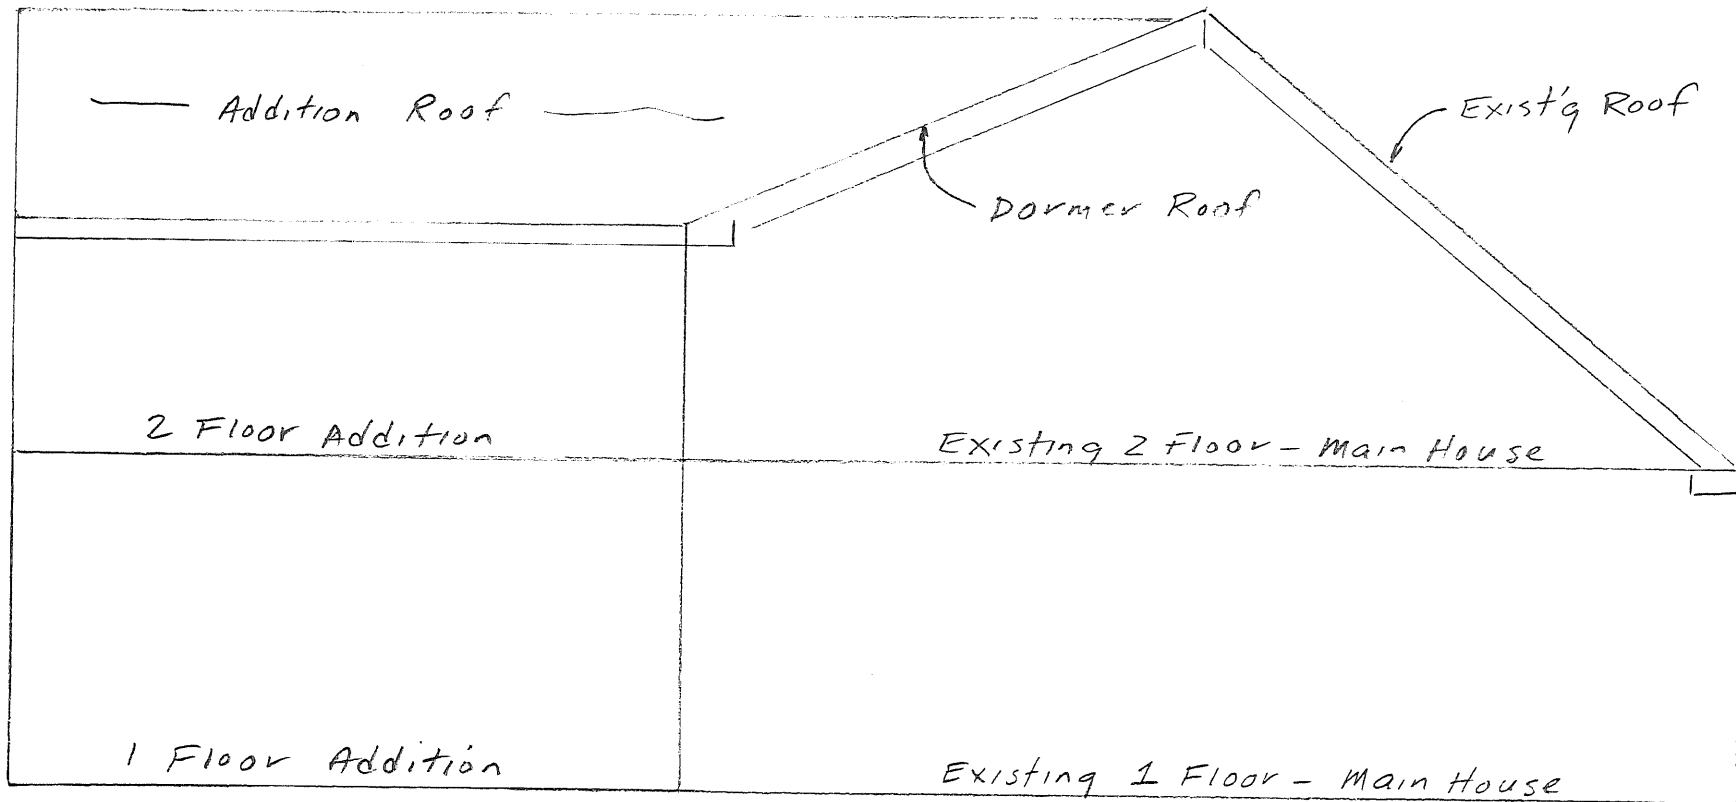 Addition Roof
Exist'g Roof
Dormer Roof
2 Floor Addition
Existing 2 Floor - Main House
1 Floor Addition
Existing 1 Floor - Main House